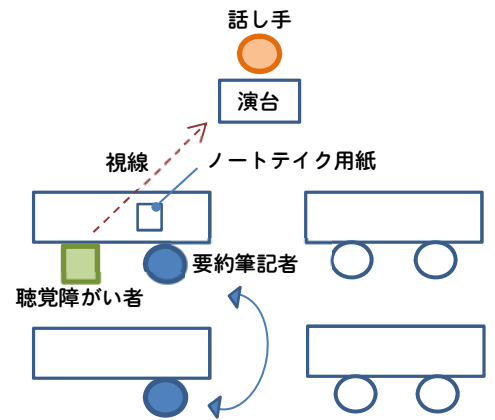 話し手
演台
視線
ノートテイク用紙
要約筆記者
聴覚障がい者